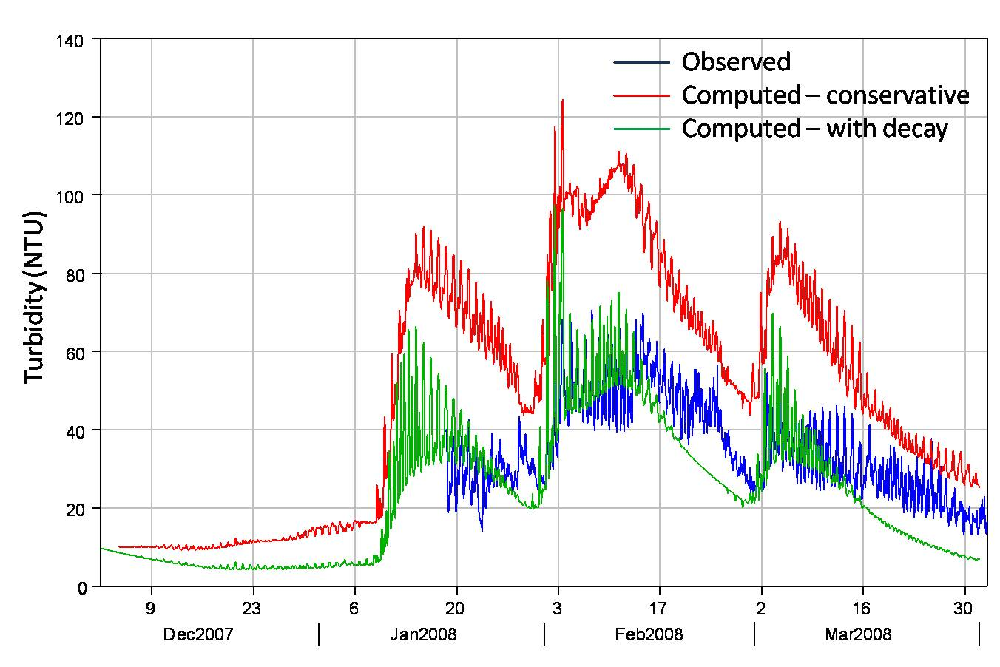 140
120
100
80
60
40
20
0
Turbidity (NTU)
Observed
Computed – conservative
Computed – with decay
9 23 6 20 3 17 2 16 30
Dec2007 Jan2008 Feb2008 Mar2008